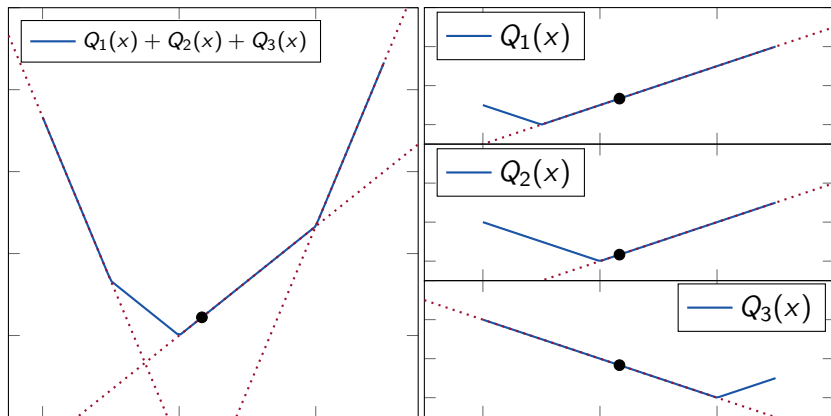 Q₁(x) + Q₂(x) + Q₃(x)
Q₁(x)
Q₂(x)
Q₃(x)